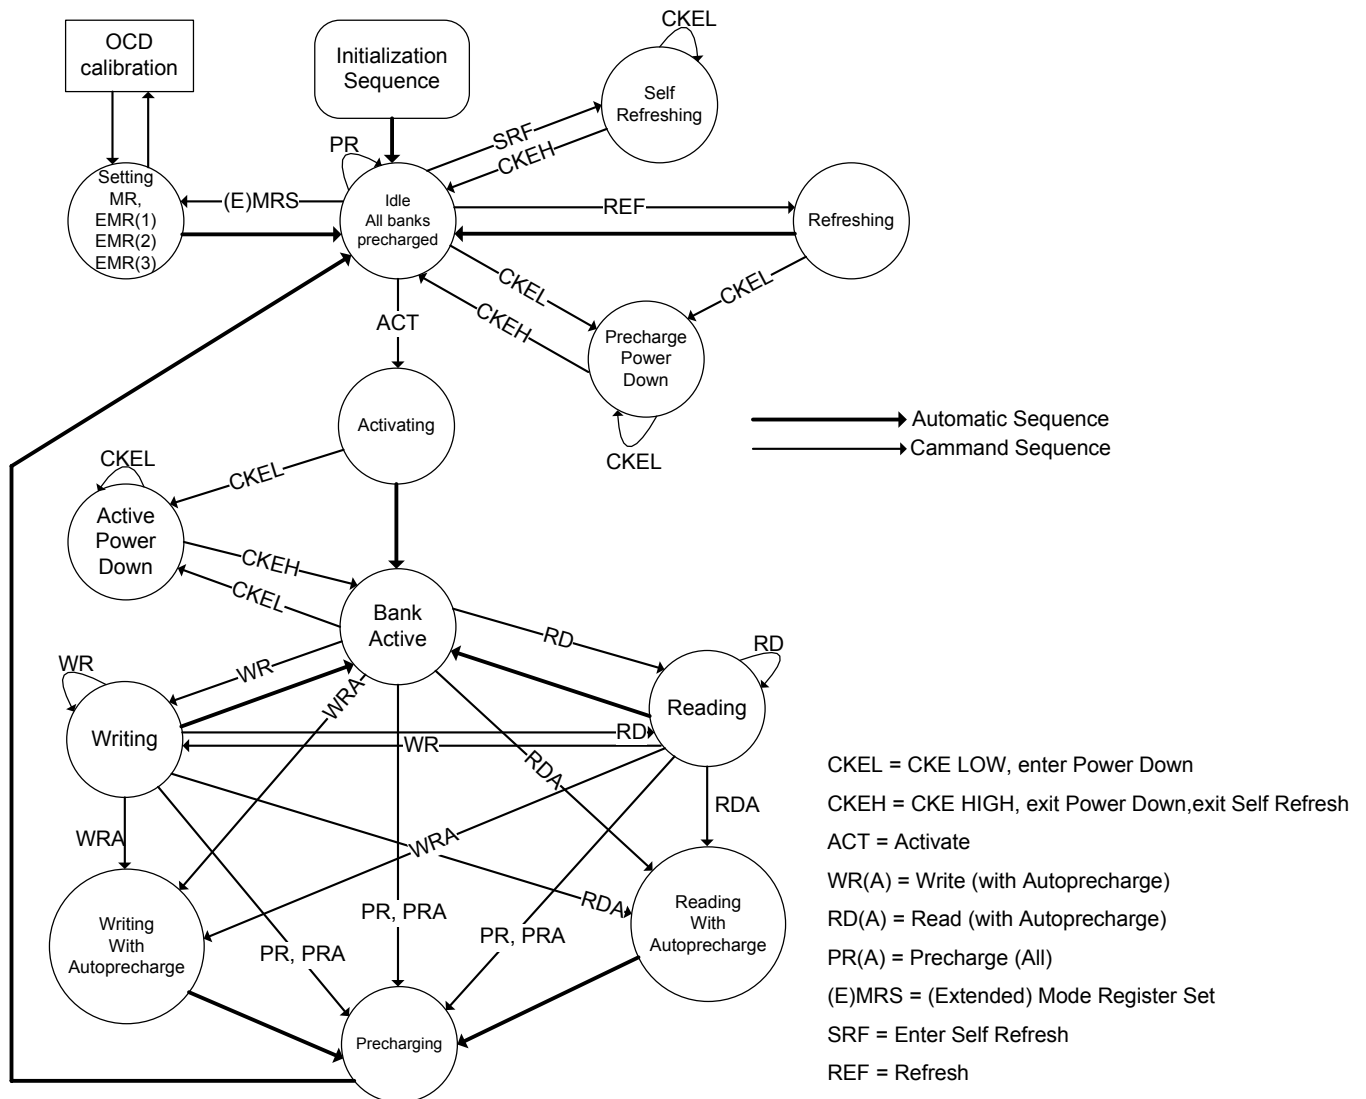 OCD
calibration
Initialization
Sequence
CKEL
Self
Refreshing
SRF
CKEH
PR
Setting
MR,
EMR(1)
EMR(2)
EMR(3)
(E)MRS
Idle
All banks
precharged
REF
Refreshing
CKEL
CKEH
CKEL
ACT
Precharge
Power
Down
CKEL
Activating
Automatic Sequence
Cammand Sequence
CKEL
CKEL
Active
Power
Down
CKEH
CKEL
Bank
Active
RD
RD
WR
WR
WRA
Reading
Writing
RD
WR
RDA
RDA
WRA
WRA
RDA
PR, PRA
PR, PRA
PR, PRA
Writing
With
Autoprecharge
Reading
With
Autoprecharge
Precharging
CKEL = CKE LOW, enter Power Down
CKEH = CKE HIGH, exit Power Down,exit Self Refresh
ACT = Activate
WR(A) = Write (with Autoprecharge)
RD(A) = Read (with Autoprecharge)
PR(A) = Precharge (All)
(E)MRS = (Extended) Mode Register Set
SRF = Enter Self Refresh
REF = Refresh